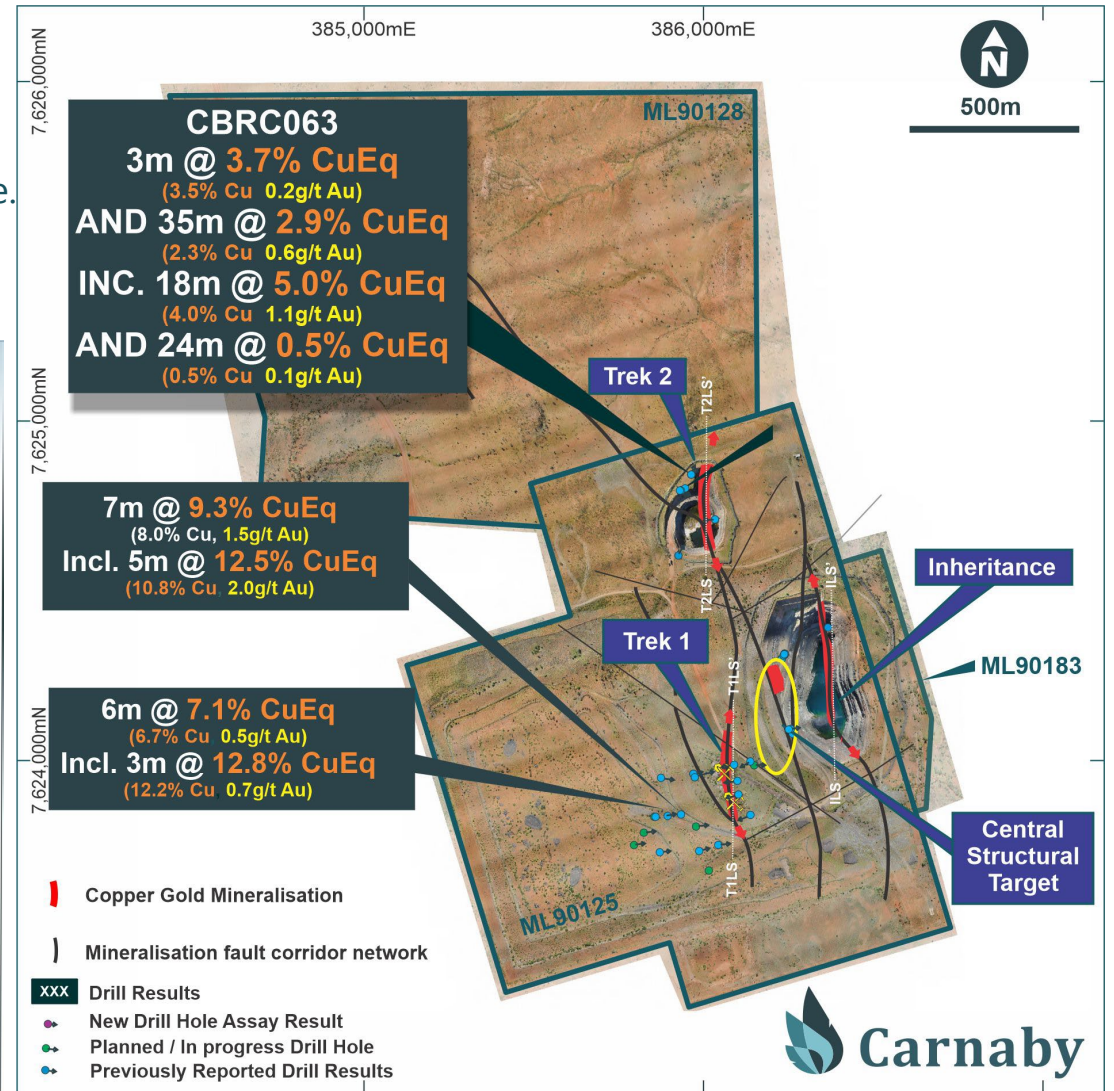 385,000mE
386,000mE
7,626,000mN
7,625,000mN
7,624,000mN
N
500m
e.
ML90128
CBRC063
3m @ 3.7% CuEq
(3.5% Cu 0.2g/t Au)
AND 35m @ 2.9% CuEq
(2.3% Cu 0.6g/t Au)
INC. 18m @ 5.0% CuEq
(4.0% Cu 1.1g/t Au)
AND 24m @ 0.5% CuEq
(0.5% Cu 0.1g/t Au)
Trek 2
T2LS'
T2LS
7m @ 9.3% CuEq
(8.0% Cu, 1.5g/t Au)
Incl. 5m @ 12.5% CuEq
(10.8% Cu 2.0g/t Au)
Inheritance
ILS'
ILS
Trek 1
T1LS'
T1LS
ML90183
6m @ 7.1% CuEq
(6.7% Cu 0.5g/t Au)
Incl. 3m @ 12.8% CuEq
(12.2% Cu 0.7g/t Au)
Central
Structural
Target
ML90125
Copper Gold Mineralisation
Mineralisation fault corridor network
XXX Drill Results
New Drill Hole Assay Result
Planned / In progress Drill Hole
Previously Reported Drill Results
Carnaby